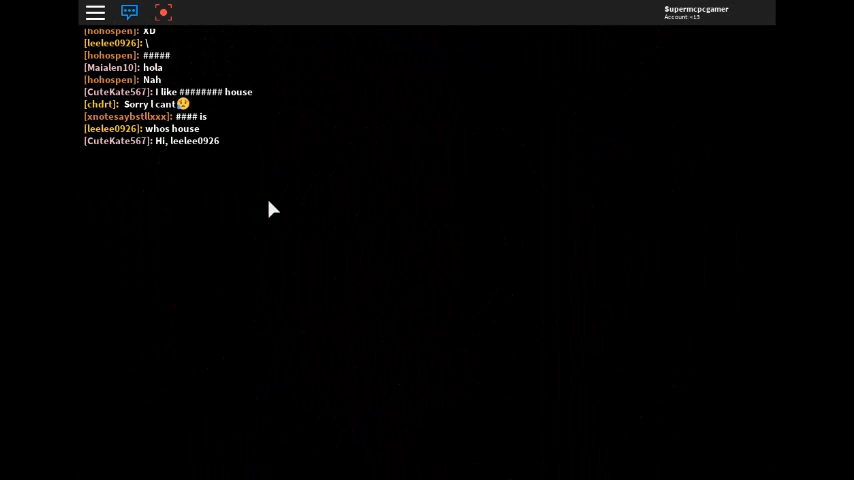 Supermcpcgamer
Account: <13
[hohospen]: XD
[leelee0926]: \
[hohospen]: #####
[Maialen10]: hola
[hohospen]: Nah
[CuteKate567]: I like ######## house
[chdrt]: Sorry I cant😥
[xnotesaybstllxxx]: #### is
[leelee0926]: whos house
[CuteKate567]: Hi, leelee0926